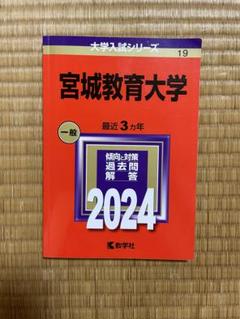 大学入試シリーズ
19
宮城教育大学
一般
最近3カ年
傾向と対策
過去問
解答
2024
教学社